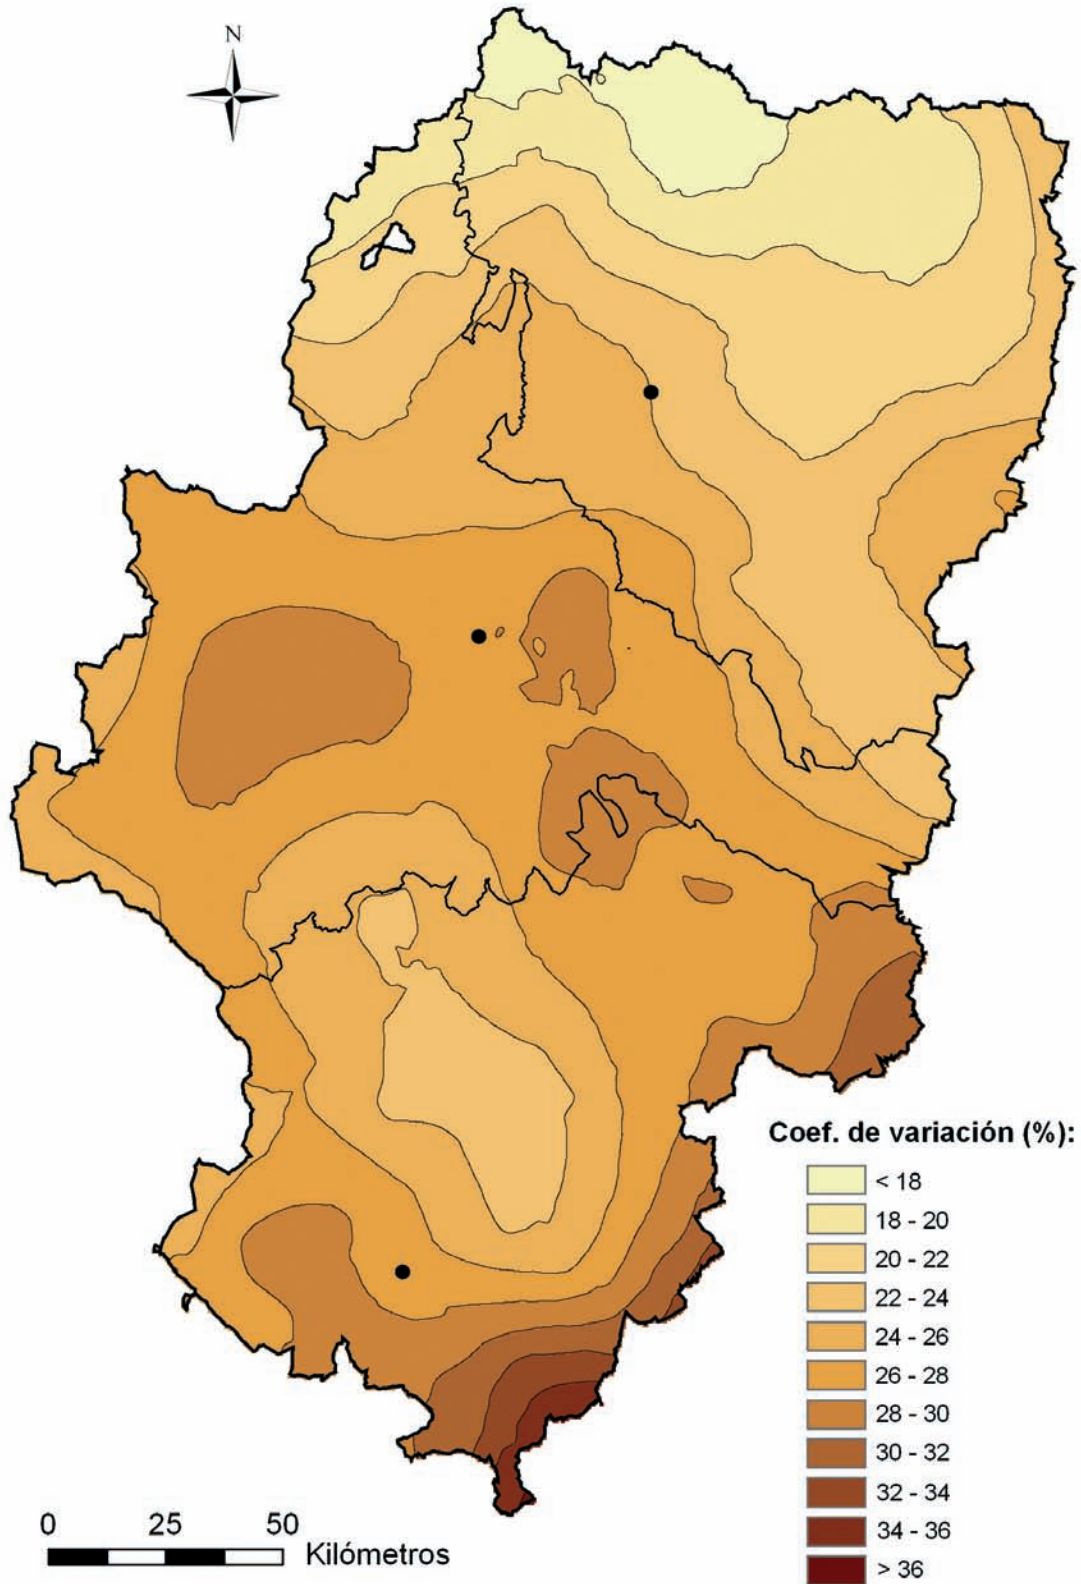 N
Coef. de variación (%):
< 18
18 - 20
20 - 22
22 - 24
24 - 26
26 - 28
28 - 30
30 - 32
32 - 34
34 - 36
> 36
0 25 50
Kilómetros